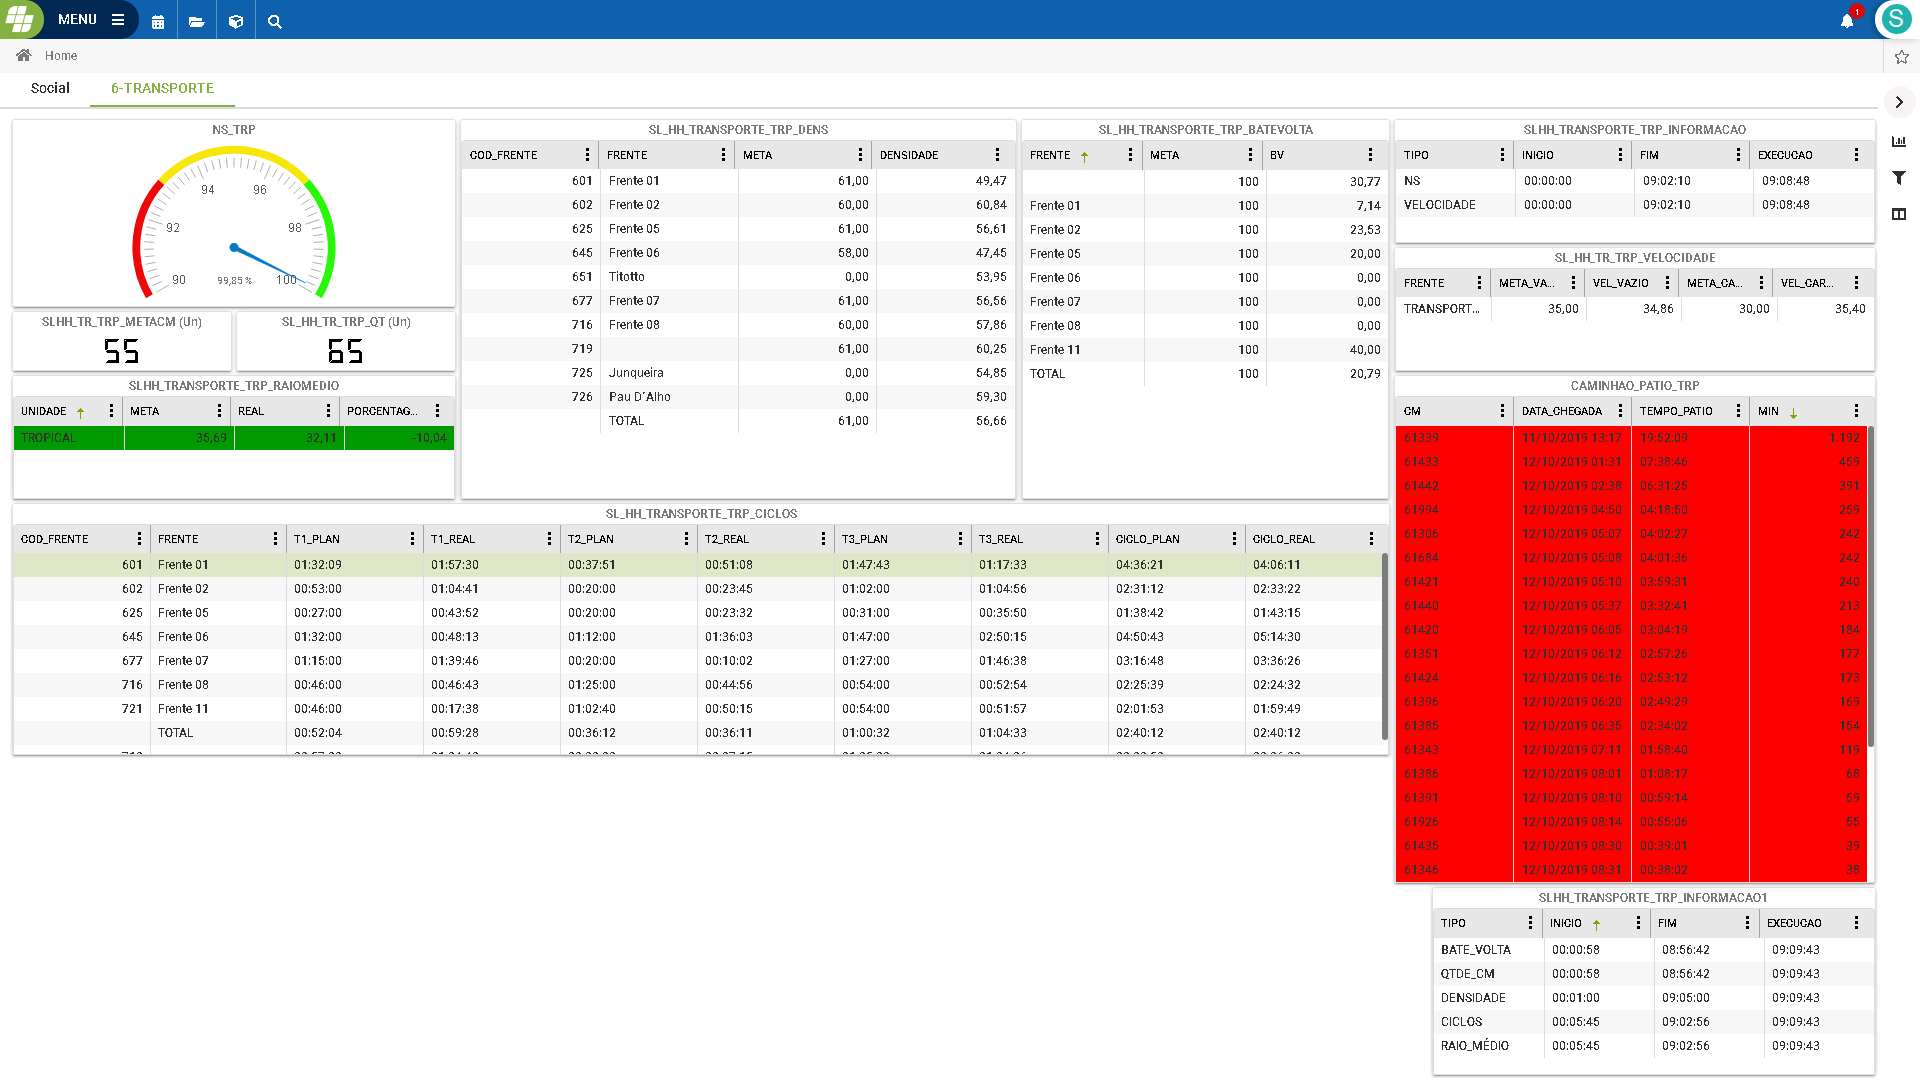 MENU
1
S
Home
Social
6-TRANSPORTE
NS_TRP
90
92
94
96
98
100
99,85 %
SLHH_TR_TRP_METACM (Un)
55
SLHH_TR_TRP_QT (Un)
65
SLHH_TRANSPORTE_TRP_RAIOMEDIO
UNIDADE META REAL PORCENTAG...
TROPICAL 35,69 32,11 -10,04
SL_HH_TRANSPORTE_TRP_DENS
COD_FRENTE FRENTE META DENSIDADE
601 Frente 01 61,00 49,47
602 Frente 02 60,00 60,84
625 Frente 05 61,00 56,61
645 Frente 06 58,00 47,45
651 Titotto 0,00 53,95
677 Frente 07 61,00 56,56
716 Frente 08 60,00 57,86
719 61,00 60,25
725 Junqueira 0,00 54,85
726 Pau D´Alho 0,00 59,30
TOTAL 61,00 56,66
SL_HH_TRANSPORTE_TRP_BATEVOLTA
FRENTE META BV
100 30,77
Frente 01 100 7,14
Frente 02 100 23,53
Frente 05 100 20,00
Frente 06 100 0,00
Frente 07 100 0,00
Frente 08 100 0,00
Frente 11 100 40,00
TOTAL 100 20,79
SLHH_TRANSPORTE_TRP_INFORMACAO
TIPO INICIO FIM EXECUCAO
NS 00:00:00 09:02:10 09:08:48
VELOCIDADE 00:00:00 09:02:10 09:08:48
SL_HH_TR_TRP_VELOCIDADE
FRENTE META_VA... VEL_VAZIO META_CA... VEL_CAR...
TRANSPORT... 35,00 34,86 30,00 35,40
CAMINHAO_PATIO_TRP
CM DATA_CHEGADA TEMPO_PATIO MIN
61339 11/10/2019 13:17 19:52:09 1.192
61433 12/10/2019 01:31 07:38:46 459
61442 12/10/2019 02:38 06:31:25 391
61994 12/10/2019 04:50 04:18:50 259
61306 12/10/2019 05:07 04:02:27 242
61684 12/10/2019 05:08 04:01:36 242
61421 12/10/2019 05:10 03:59:31 240
61440 12/10/2019 05:37 03:32:41 213
61420 12/10/2019 06:05 03:04:19 184
61351 12/10/2019 06:12 02:57:26 177
61424 12/10/2019 06:16 02:53:12 173
61396 12/10/2019 06:20 02:49:29 169
61385 12/10/2019 06:35 02:34:02 154
61343 12/10/2019 07:11 01:58:40 119
61386 12/10/2019 08:01 01:08:17 68
61391 12/10/2019 08:10 00:59:14 59
61926 12/10/2019 08:14 00:55:06 55
61435 12/10/2019 08:30 00:39:01 39
61346 12/10/2019 08:31 00:38:02 38
SL_HH_TRANSPORTE_TRP_CICLOS
COD_FRENTE FRENTE T1_PLAN T1_REAL T2_PLAN T2_REAL T3_PLAN T3_REAL CICLO_PLAN CICLO_REAL
601 Frente 01 01:32:09 01:57:30 00:37:51 00:51:08 01:47:43 01:17:33 04:36:21 04:06:11
602 Frente 02 00:53:00 01:04:41 00:20:00 00:23:45 01:02:00 01:04:56 02:31:12 02:33:22
625 Frente 05 00:27:00 00:43:52 00:20:00 00:23:32 00:31:00 00:35:50 01:38:42 01:43:15
645 Frente 06 01:32:00 00:48:13 01:12:00 01:36:03 01:47:00 02:50:15 04:50:43 05:14:30
677 Frente 07 01:15:00 01:39:46 00:20:00 00:10:02 01:27:00 01:46:38 03:16:48 03:36:26
716 Frente 08 00:46:00 00:46:43 01:25:00 00:44:56 00:54:00 00:52:54 02:25:39 02:24:32
721 Frente 11 00:46:00 00:17:38 01:02:40 00:50:15 00:54:00 00:51:57 02:01:53 01:59:49
TOTAL 00:52:04 00:59:28 00:36:12 00:36:11 01:00:32 01:04:33 02:40:12 02:40:12
SLHH_TRANSPORTE_TRP_INFORMACAO1
TIPO INICIO FIM EXECUCAO
BATE_VOLTA 00:00:58 08:56:42 09:09:43
QTDE_CM 00:00:58 08:56:42 09:09:43
DENSIDADE 00:01:00 09:05:00 09:09:43
CICLOS 00:05:45 09:02:56 09:09:43
RAIO_MÉDIO 00:05:45 09:02:56 09:09:43